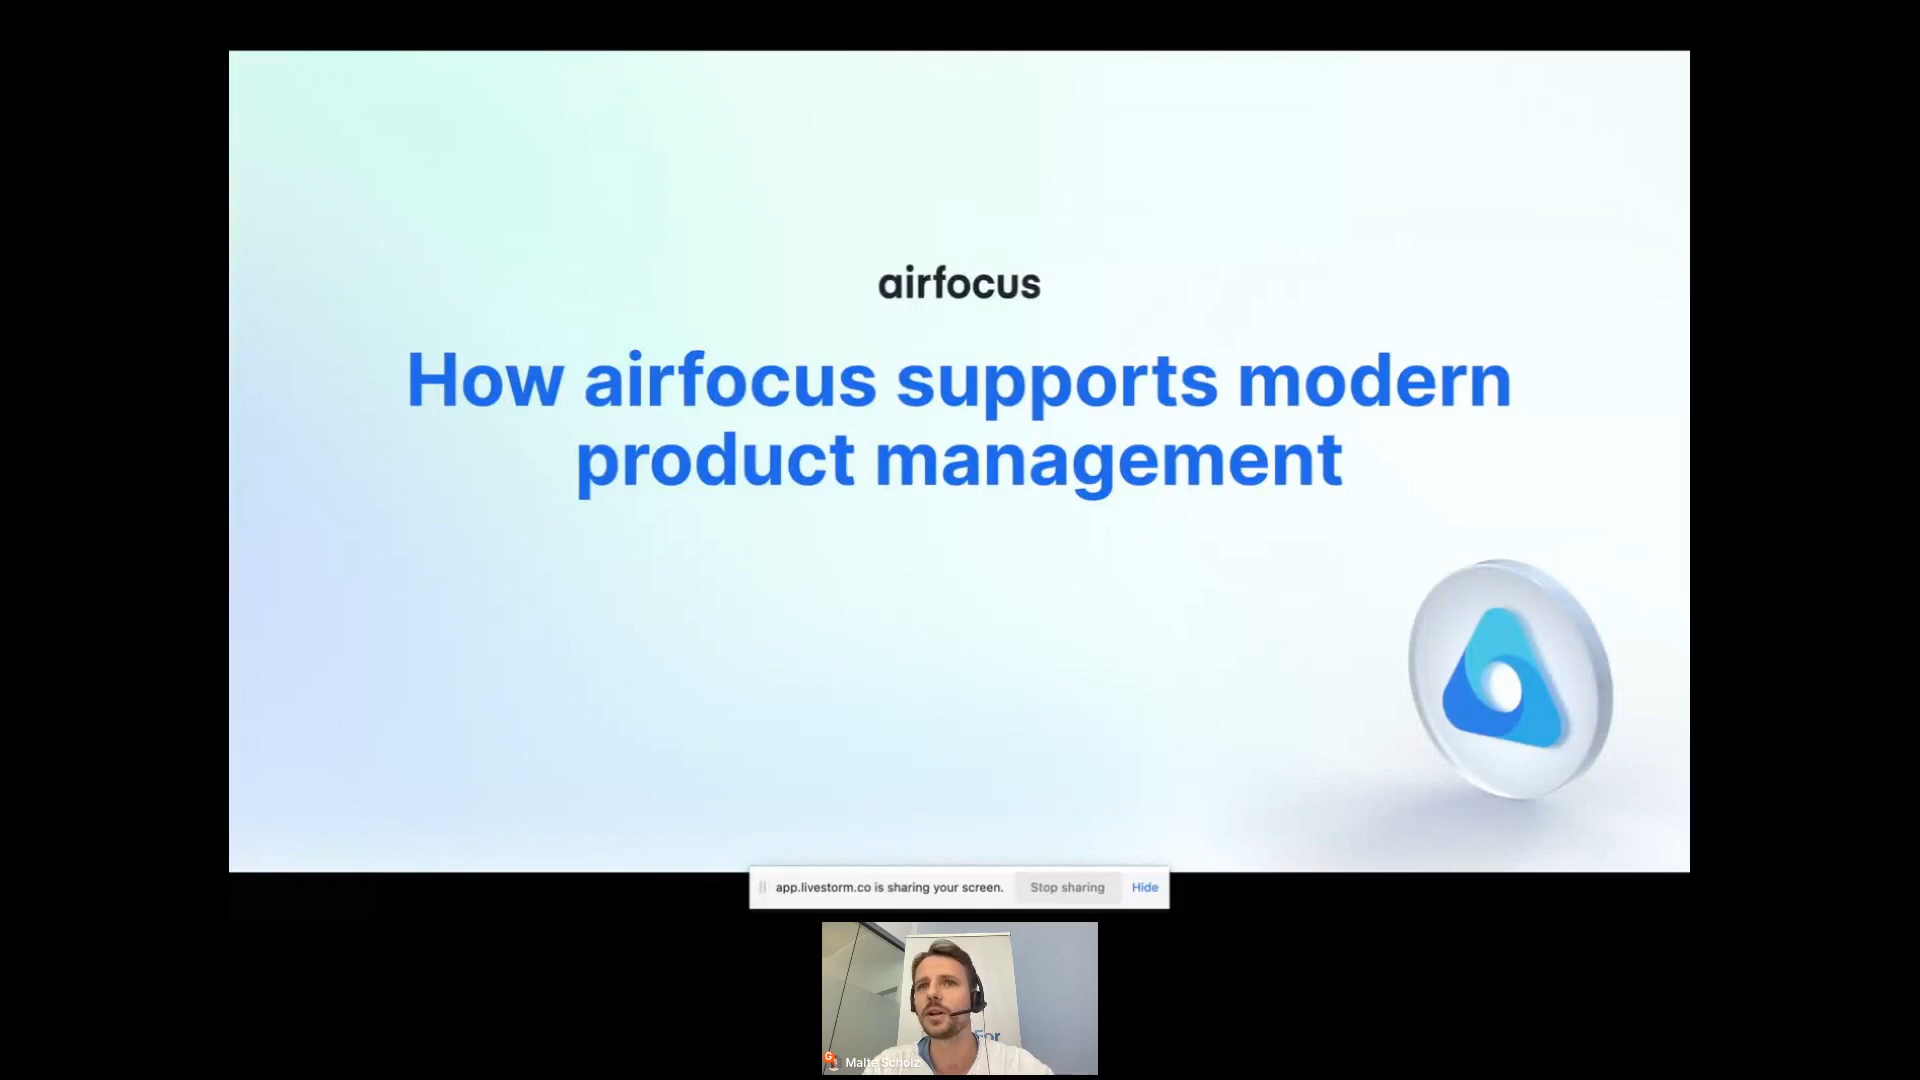 airfocus
How airfocus supports modern
product management
app.livestorm.co is sharing your screen. Stop sharing Hide
For
G
Malte Scholz